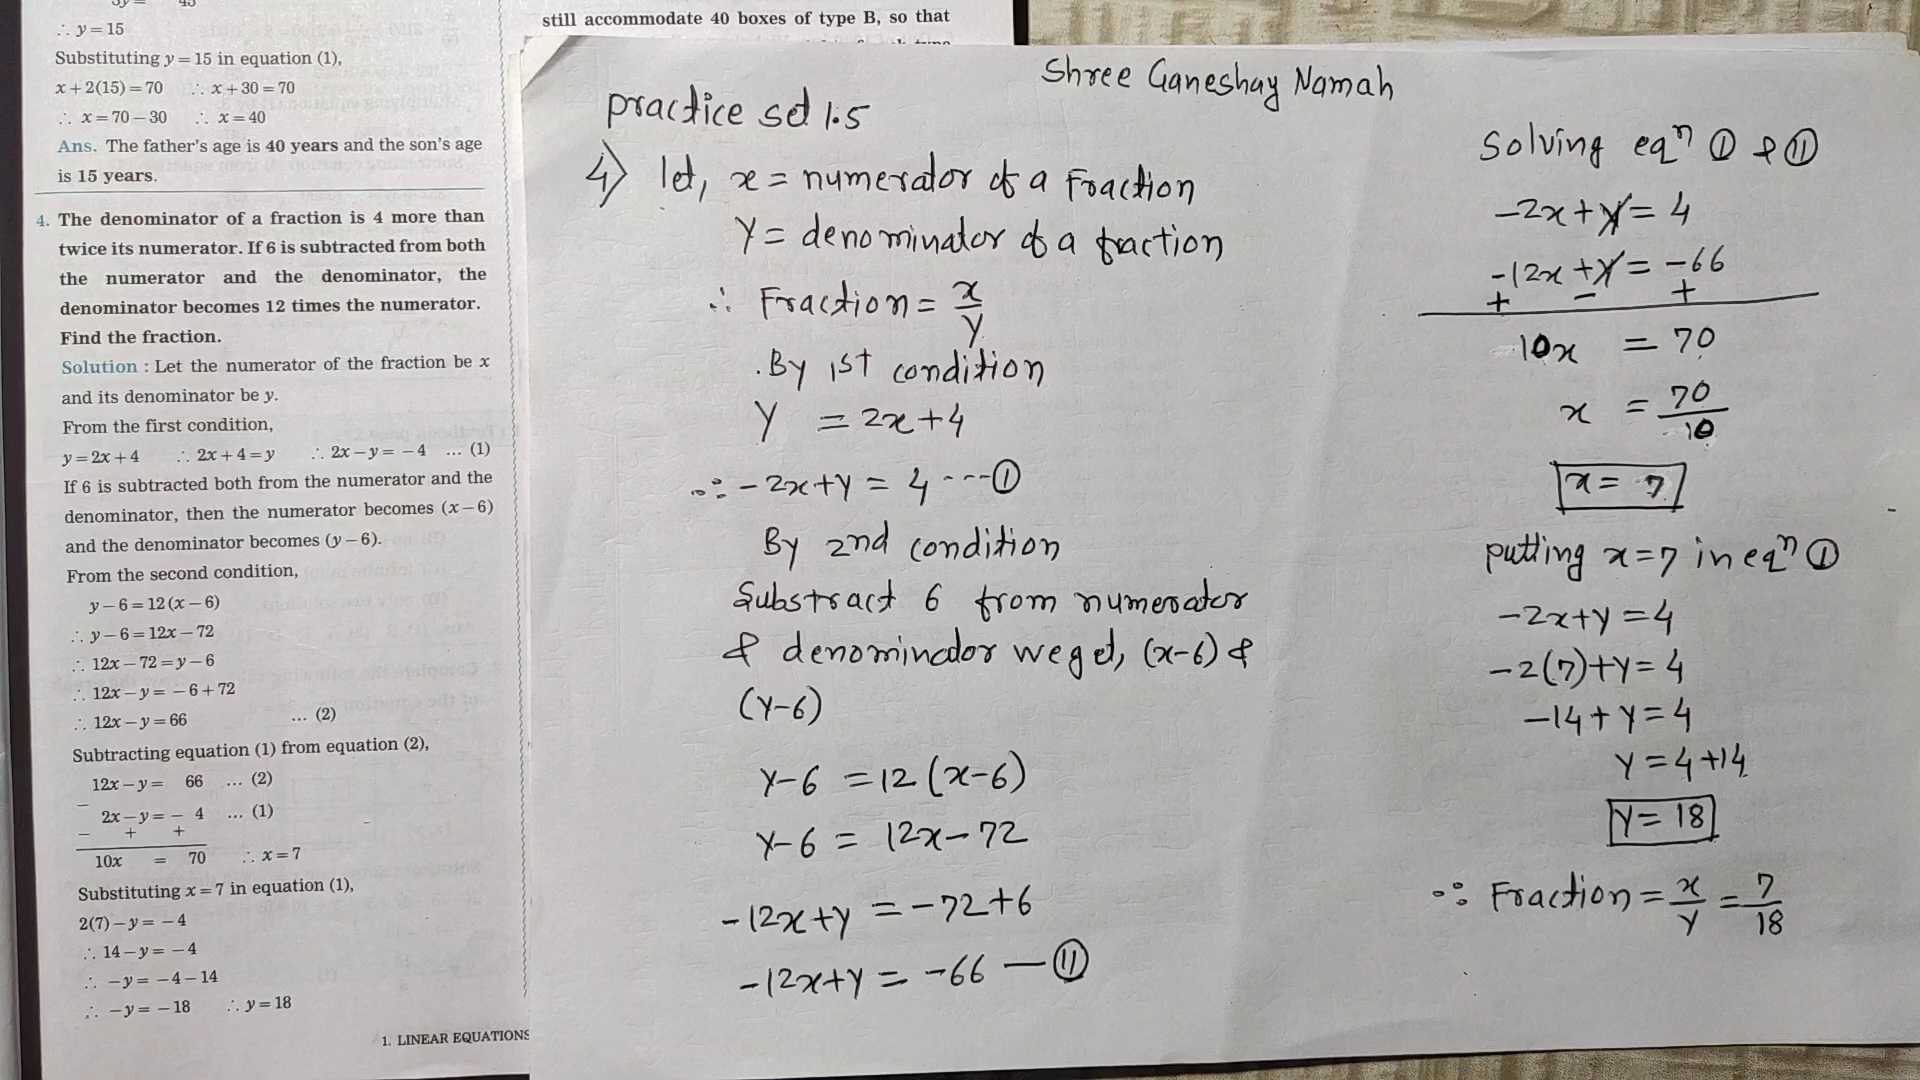 ∴ y = 15
Substituting y = 15 in equation (1),
x + 2(15) = 70 ∴ x + 30 = 70
∴ x = 70 – 30 ∴ x = 40
Ans. The father's age is 40 years and the son's age
is 15 years.
4. The denominator of a fraction is 4 more than
twice its numerator. If 6 is subtracted from both
the numerator and the denominator, the
denominator becomes 12 times the numerator.
Find the fraction.
Solution : Let the numerator of the fraction be x
and its denominator be y.
From the first condition,
y = 2x + 4 ∴ 2x + 4 = y ∴ 2x – y = – 4 ... (1)
If 6 is subtracted both from the numerator and the
denominator, then the numerator becomes (x – 6)
and the denominator becomes (y – 6).
From the second condition,
y – 6 = 12 (x – 6)
∴ y – 6 = 12x – 72
∴ 12x – 72 = y – 6
∴ 12x – y = – 6 + 72
∴ 12x – y = 66 ... (2)
Subtracting equation (1) from equation (2),
12x – y = 66 ... (2)
– 2x – y = – 4 ... (1)
– + +
10x = 70 ∴ x = 7
Substituting x = 7 in equation (1),
2(7) – y = – 4
∴ 14 – y = – 4
∴ – y = – 4 – 14
∴ – y = – 18 ∴ y = 18
1. LINEAR EQUATIONS
still accommodate 40 boxes of type B, so that
Shree Ganeshay Namah
practice set 1.5
4) let, x = numerator of a Fraction
y = denominator of a fraction
∴ Fraction = x/y
By 1st condition
y = 2x+4
∴ -2x+y = 4 ---①
By 2nd condition
Substract 6 from numerator
& denominator we get, (x-6) &
(y-6)
y-6 = 12 (x-6)
y-6 = 12x-72
-12x+y = -72+6
-12x+y = -66 — ⑪
Solving eqⁿ ① & ⑪
-2x+y = 4
-12x+y = -66
+ - +
10x = 70
x = 70/10
x = 7
putting x=7 in eqⁿ ①
-2x+y = 4
-2(7)+y = 4
-14+y = 4
y = 4+14
y = 18
∴ Fraction = x/y = 7/18